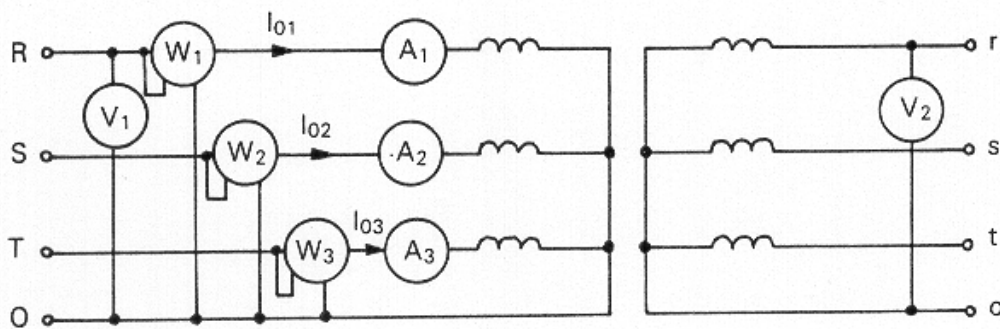 R W₁ I₀₁ A₁ r
V₁ V₂
S W₂ I₀₂ A₂ s
T W₃ I₀₃ A₃ t
O o